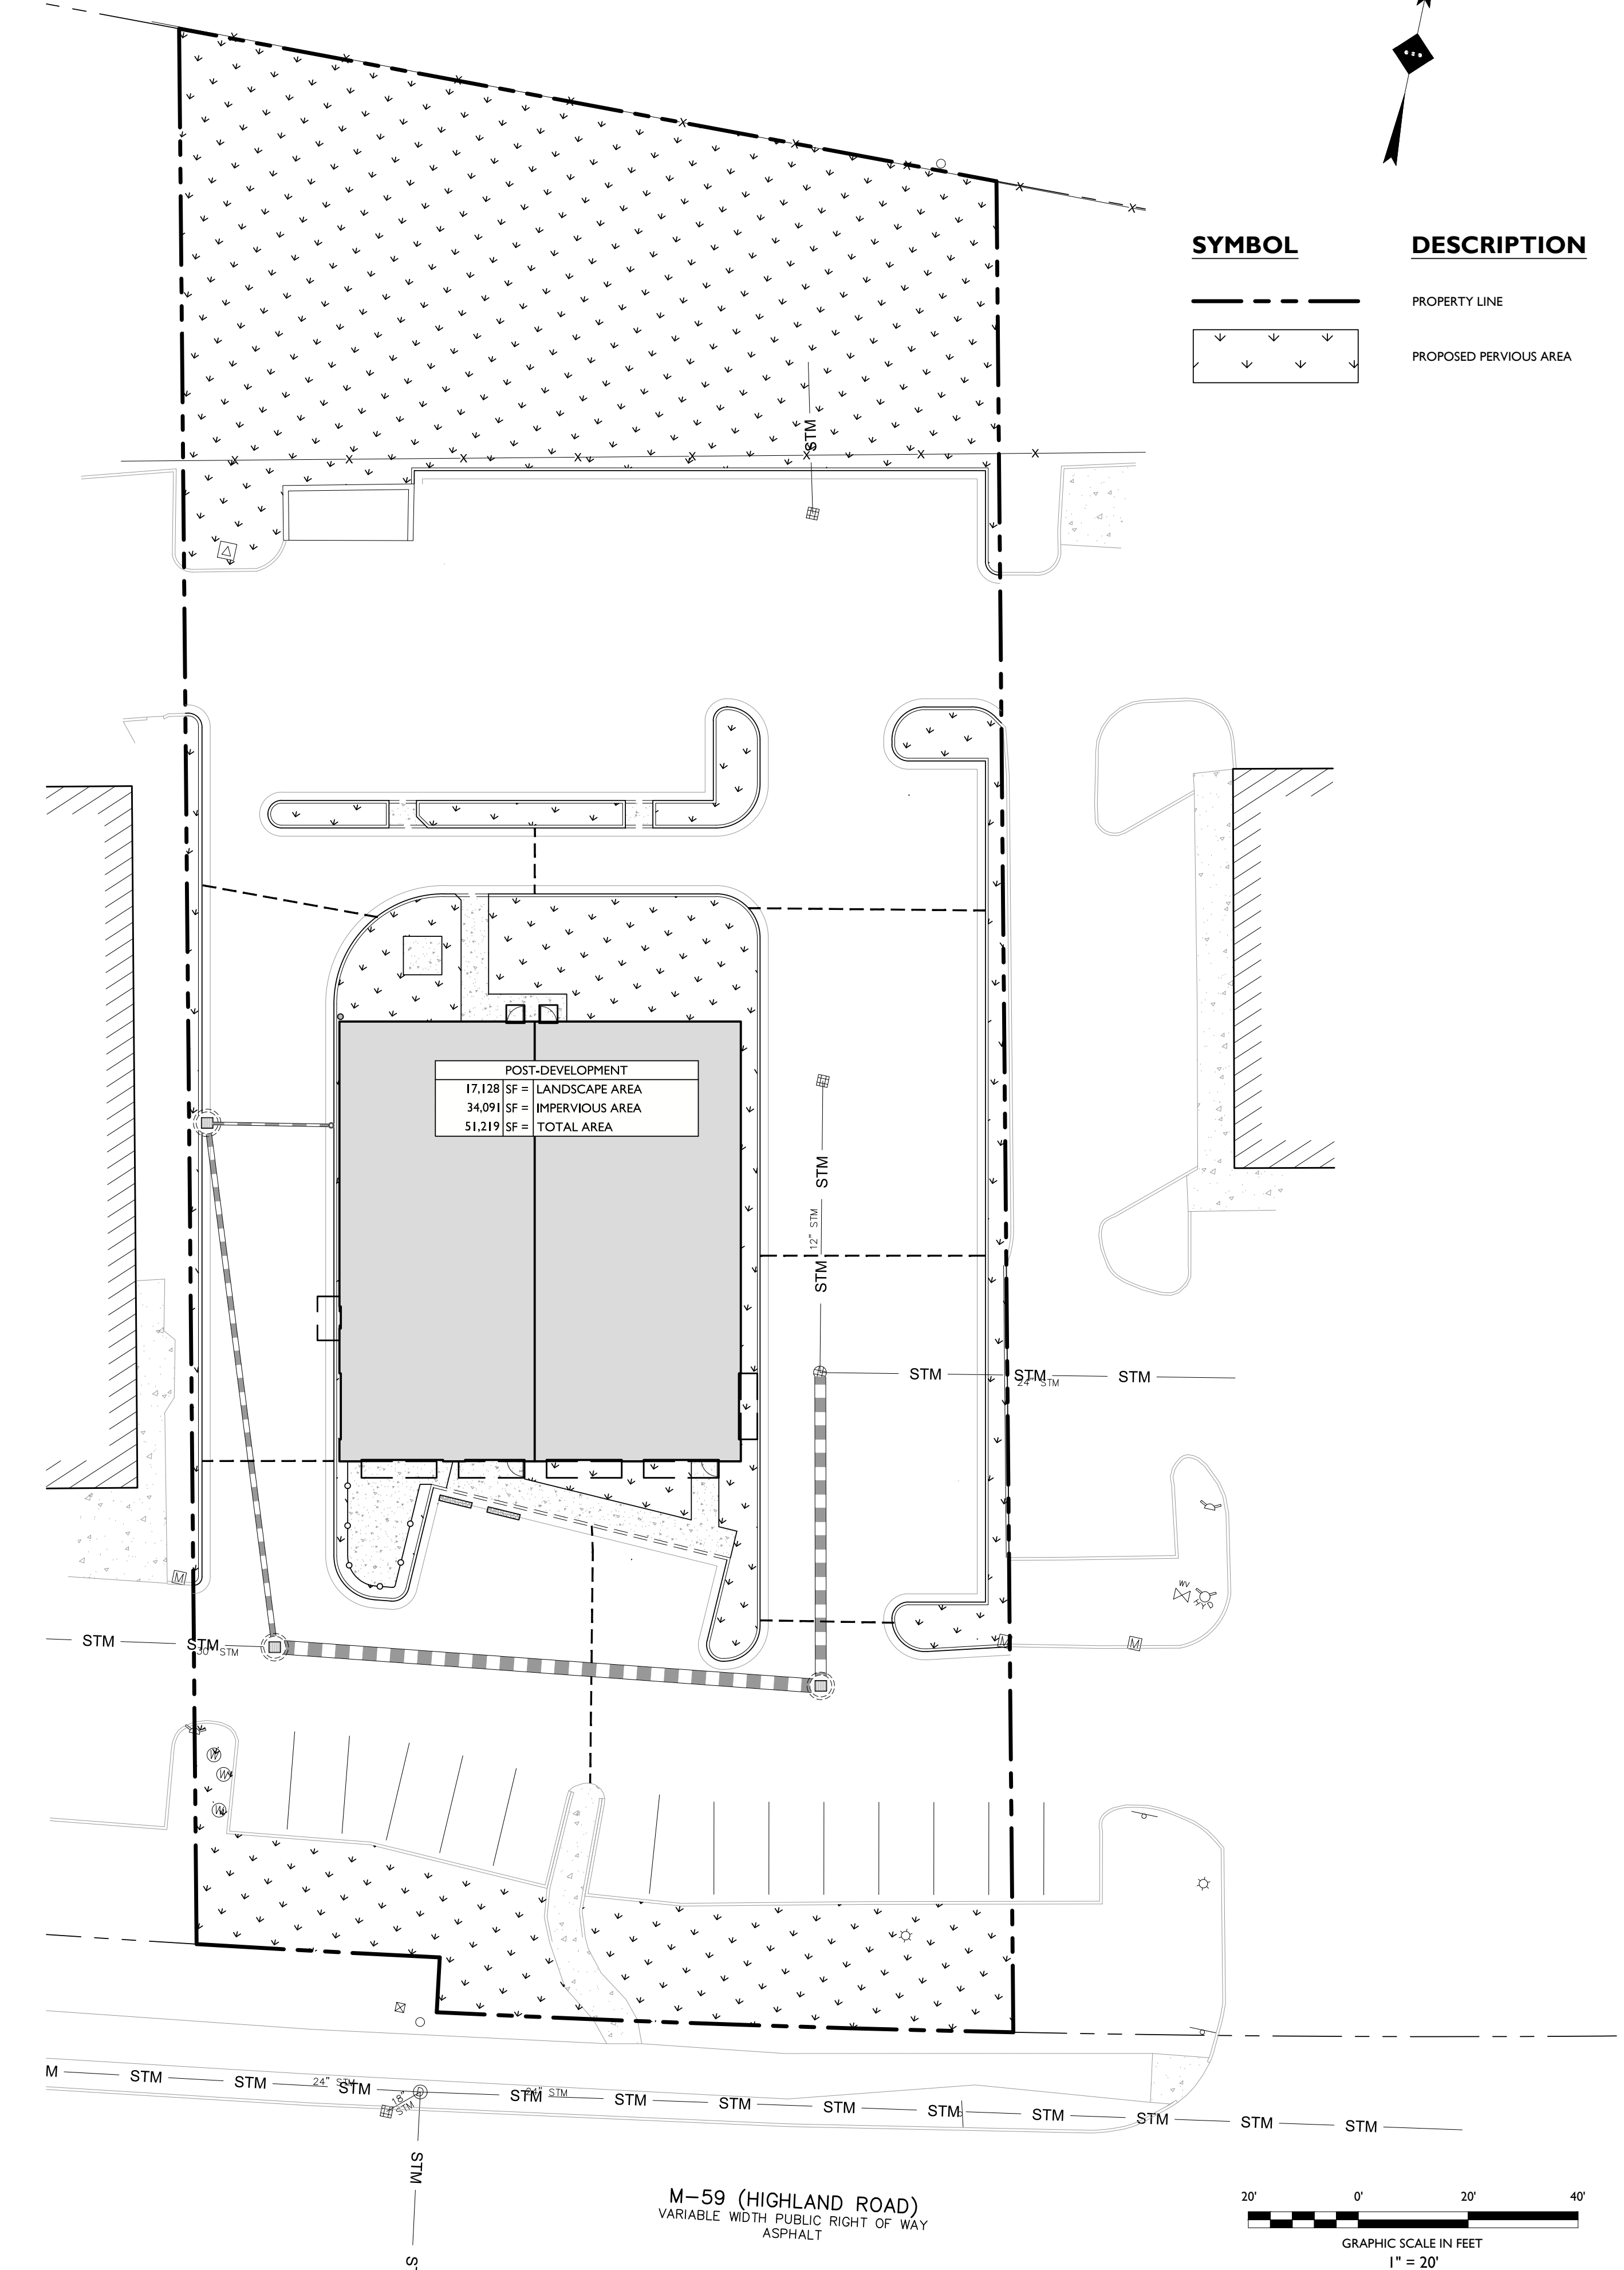 SYMBOL DESCRIPTION
PROPERTY LINE
PROPOSED PERVIOUS AREA
X X X X X X X X X
STM
X X X X X X X X
POST-DEVELOPMENT
17,128 SF = LANDSCAPE AREA
34,091 SF = IMPERVIOUS AREA
51,219 SF = TOTAL AREA
STM
12" STM
STM
STM STM STM
24" STM
M
WV
HYD
STM STM
30" STM
M M
W
W
W
M STM STM STM STM STM STM STM STM STM STM STM STM STM
24" STM
24" STM
18"
STM
D
STM
S-
M-59 (HIGHLAND ROAD)
VARIABLE WIDTH PUBLIC RIGHT OF WAY
ASPHALT
20' 0' 20' 40'
GRAPHIC SCALE IN FEET
1" = 20'